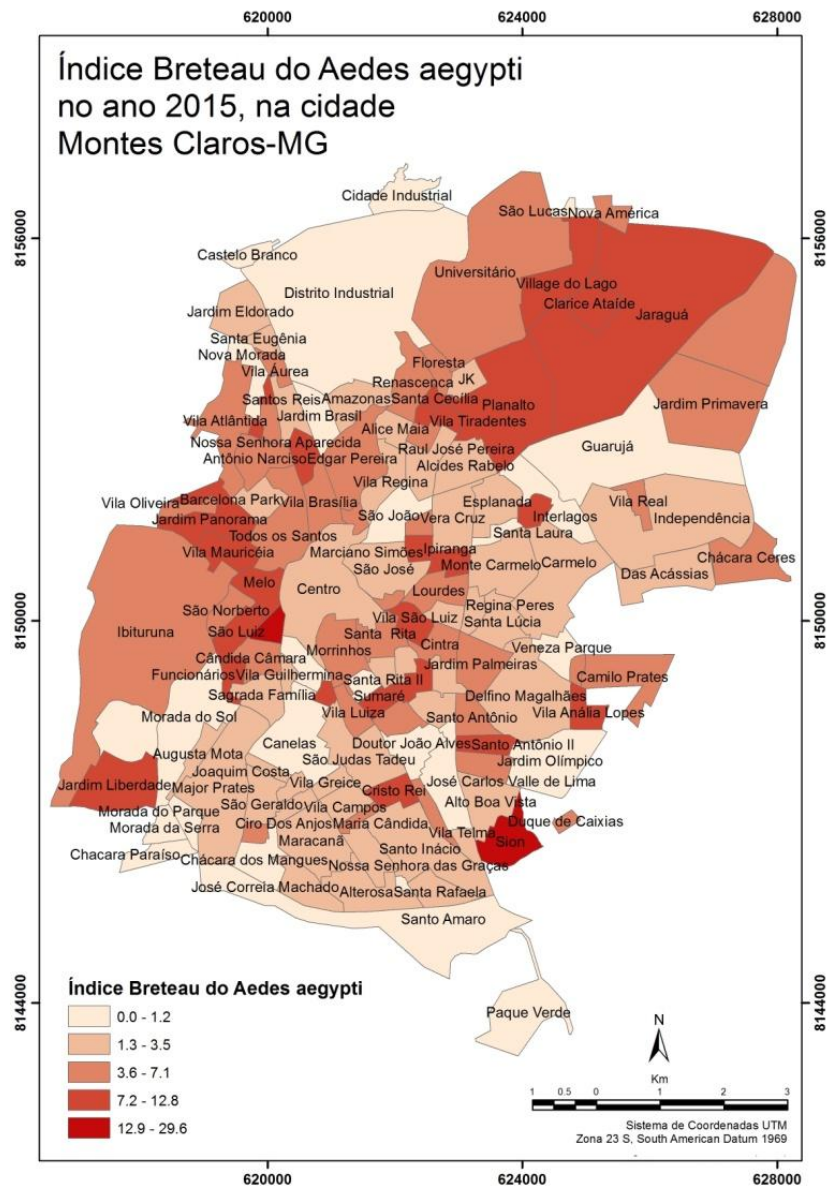 620000 624000 628000
Índice Breteau do Aedes aegypti
no ano 2015, na cidade
Montes Claros-MG
Cidade Industrial
São Lucas Nova América
8156000 8156000
Castelo Branco
Universitário
Distrito Industrial
Village do Lago
Clarice Ataíde
Jaraguá
Jardim Eldorado
Santa Eugênia
Nova Morada
Floresta
Vila Áurea
Renascença JK
Santos Reis Amazonas Santa Cecília Planalto
Jardim Primavera
Jardim Brasil
Vila Atlântida Vila Tiradentes
Alice Maia
Nossa Senhora Aparecida Raul José Pereira Guarujá
Antônio Narciso Edgar Pereira Alcides Rabelo
Vila Regina
Vila Oliveira Barcelona Park Vila Brasília Esplanada Vila Real
Jardim Panorama São João Vera Cruz Interlagos Independência
Todos os Santos Santa Laura
Vila Mauricéia Marciano Simões Ipiranga Chácara Ceres
São José Monte Carmelo Carmelo Das Acássias
Melo Centro
Lourdes
São Norberto Regina Peres
8150000 8150000
Ibituruna São Luiz Vila São Luiz Santa Lúcia
Santa Rita
Cintra
Morrinhos Veneza Parque
Cândida Câmara
Jardim Palmeiras
Funcionários Vila Guilhermina Santa Rita II Camilo Prates
Sagrada Família Sumaré Delfino Magalhães
Morada do Sol Vila Luiza Santo Antônio Vila Anália Lopes
Canelas Doutor João Alves Santo Antônio II
Augusta Mota São Judas Tadeu Jardim Olímpico
Joaquim Costa
Jardim Liberdade Major Prates Vila Greice Cristo Rei José Carlos Valle de Lima
São Geraldo Vila Campos Alto Boa Vista
Morada do Parque
Morada da Serra Ciro Dos Anjos Maria Cândida Duque de Caixias
Vila Telma
Maracanã Santo Inácio Sion
Chacara Paraíso Chácara dos Mangues Nossa Senhora das Graças
José Correia Machado Alterosa Santa Rafaela
Santo Amaro
Paque Verde
Índice Breteau do Aedes aegypti
0.0 - 1.2
1.3 - 3.5
3.6 - 7.1
7.2 - 12.8
12.9 - 29.6
8144000 8144000
N
Km
1 0.5 0 1 2 3
Sistema de Coordenadas UTM
Zona 23 S, South American Datum 1969
620000 624000 628000